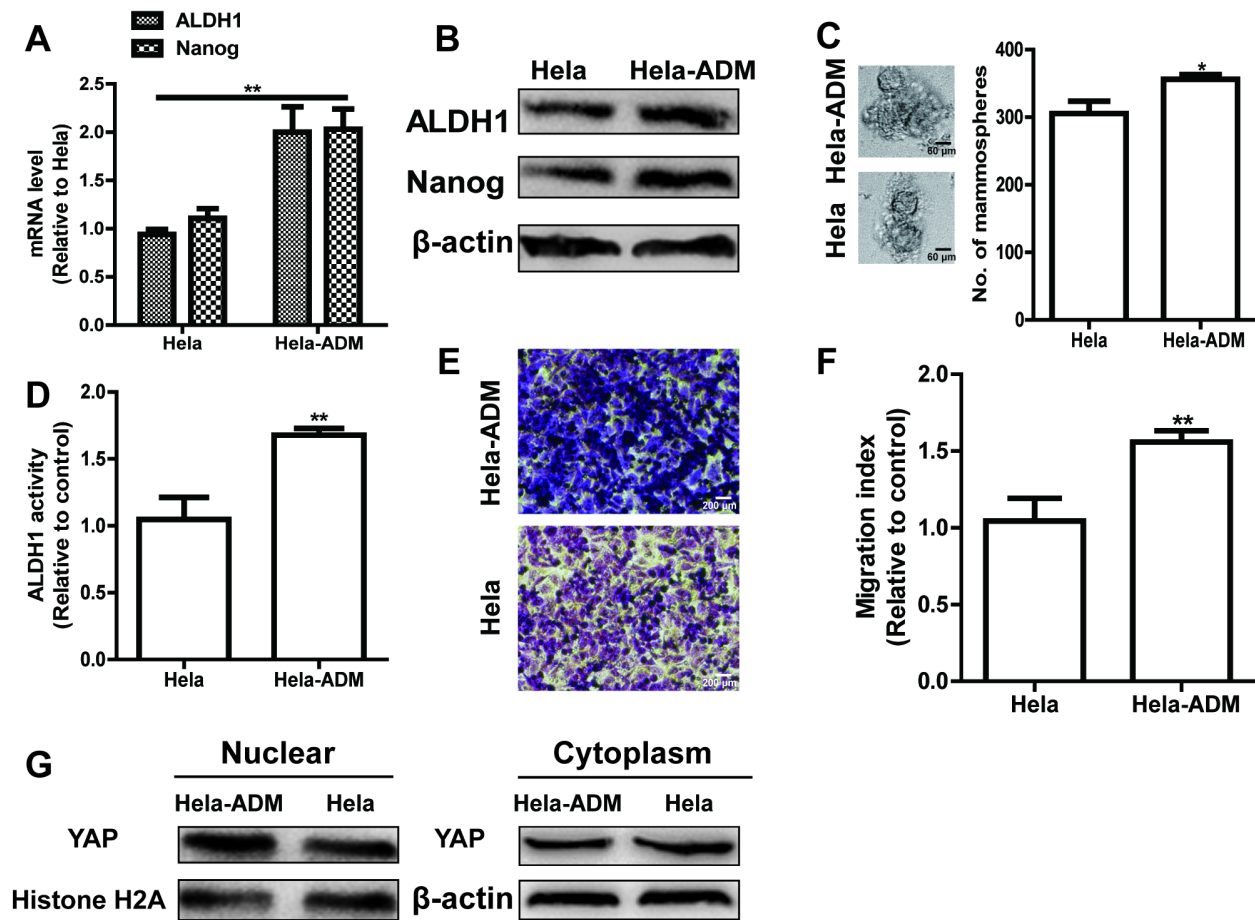 A
ALDH1
Nanog
mRNA level
(Relative to Hela)
2.5
2.0
1.5
1.0
0.5
0.0
**
Hela
Hela-ADM
B
Hela
Hela-ADM
ALDH1
Nanog
β-actin
C
Hela-ADM
60 μm
Hela
60 μm
No. of mammospheres
400
300
200
100
0
*
Hela
Hela-ADM
D
ALDH1 activity
(Relative to control)
2.0
1.5
1.0
0.5
0.0
**
Hela
Hela-ADM
E
Hela-ADM
200 μm
Hela
200 μm
F
Migration index
(Relative to control)
2.0
1.5
1.0
0.5
0.0
**
Hela
Hela-ADM
G
Nuclear
Cytoplasm
Hela-ADM
Hela
Hela-ADM
Hela
YAP
YAP
Histone H2A
β-actin